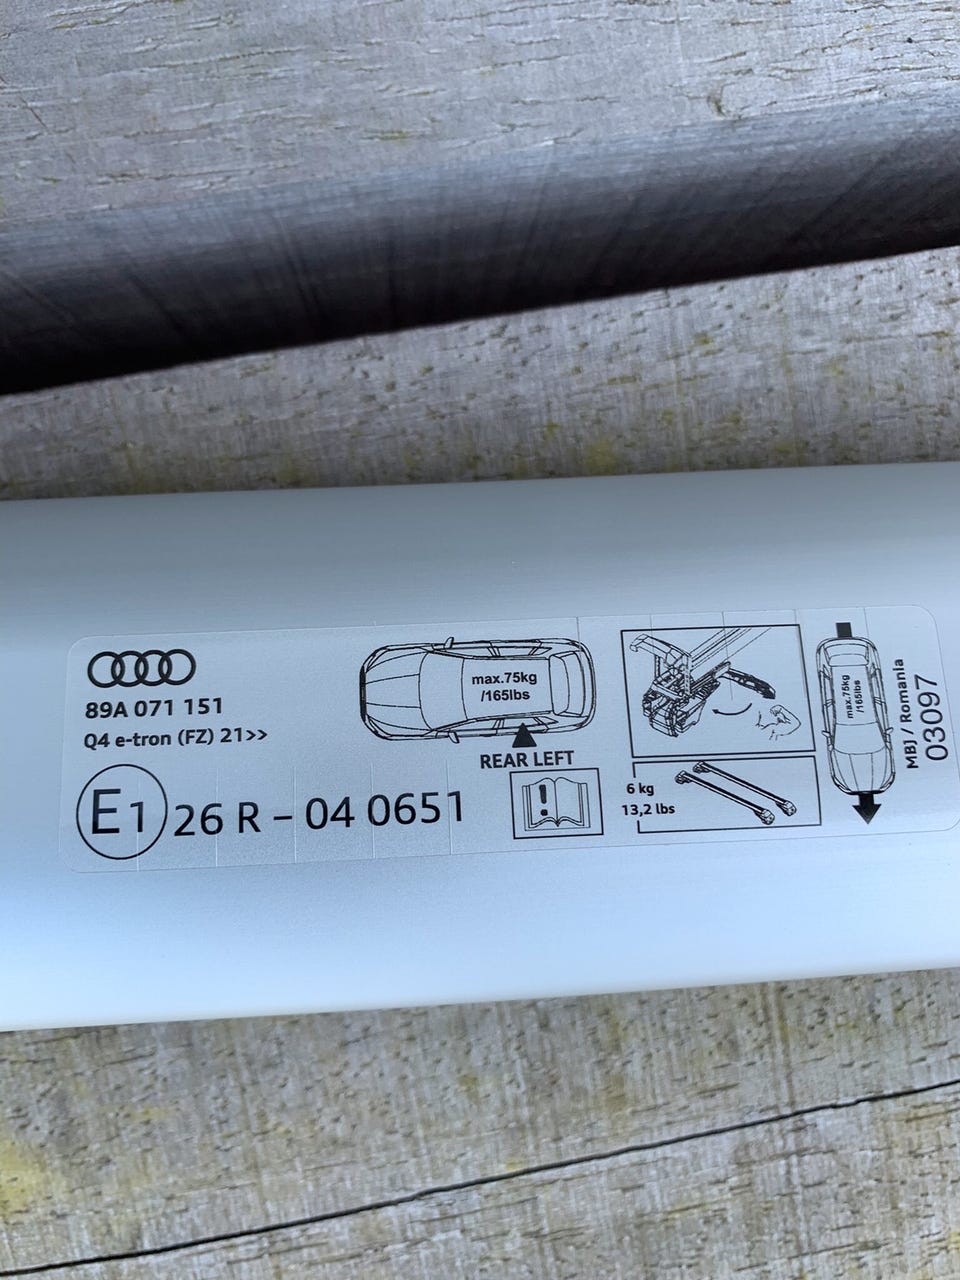 89A 071 151
Q4 e-tron (FZ) 21>>
E1 26 R – 04 0651
max.75kg
/165lbs
REAR LEFT
!
6 kg
13,2 lbs
max.75kg
/165lbs
MBJ / Romania
03097